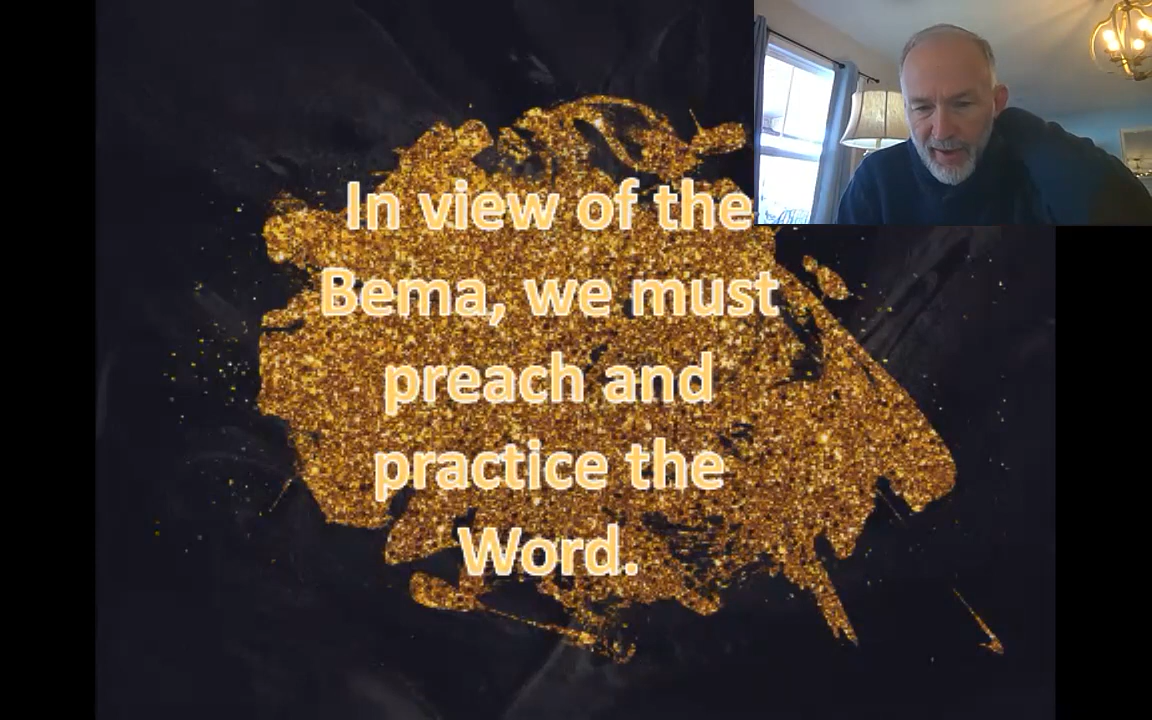 In view of the
Bema, we must
preach and
practice the
Word.